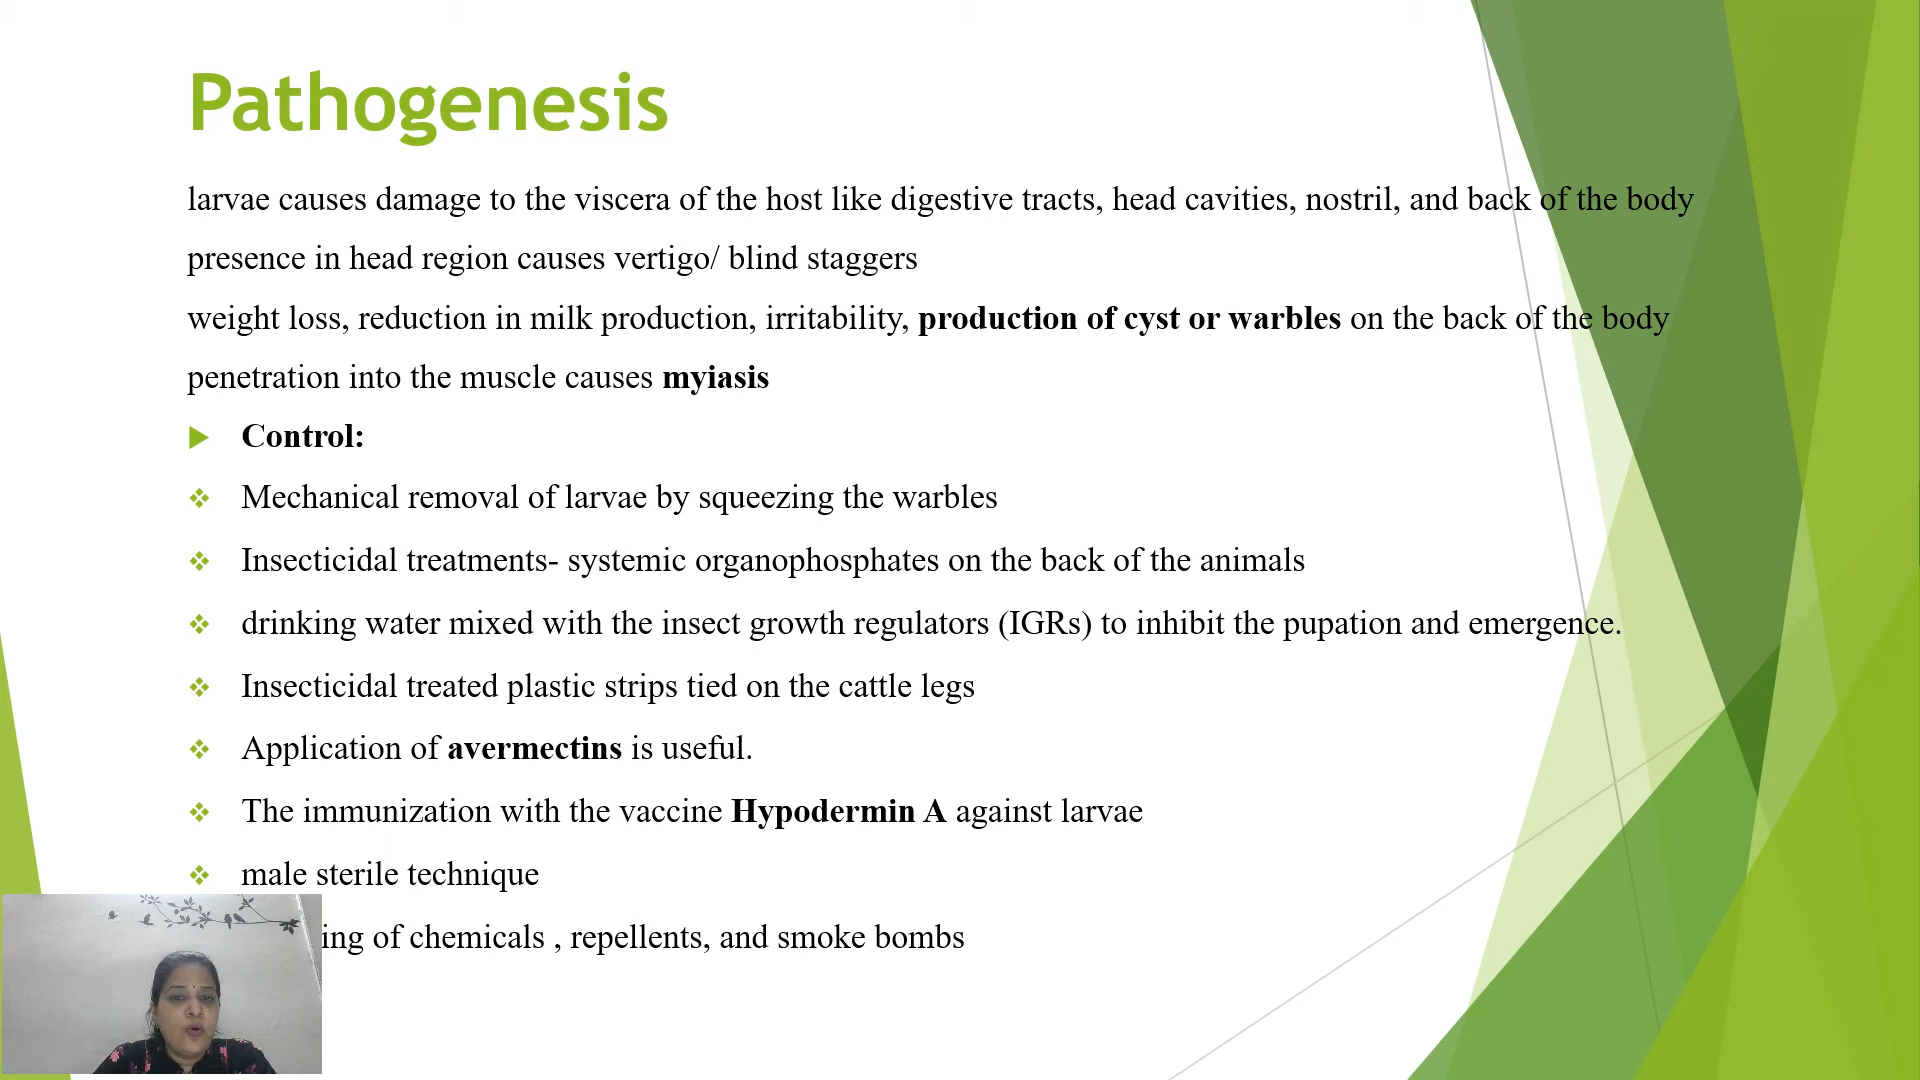 Pathogenesis
larvae causes damage to the viscera of the host like digestive tracts, head cavities, nostril, and back of the body
presence in head region causes vertigo/ blind staggers
weight loss, reduction in milk production, irritability, production of cyst or warbles on the back of the body
penetration into the muscle causes myiasis
Control:
Mechanical removal of larvae by squeezing the warbles
Insecticidal treatments- systemic organophosphates on the back of the animals
drinking water mixed with the insect growth regulators (IGRs) to inhibit the pupation and emergence.
Insecticidal treated plastic strips tied on the cattle legs
Application of avermectins is useful.
The immunization with the vaccine Hypodermin A against larvae
male sterile technique
of chemicals , repellents, and smoke bombs